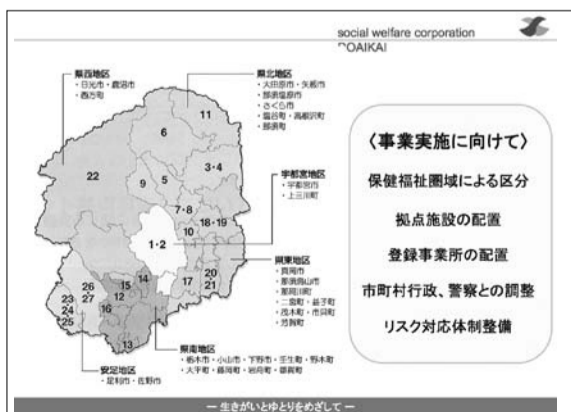 social welfare corporation
県西地区
・日光市・鹿沼市
・西方町
県北地区
・大田原市・矢板市
・那須塩原市
・さくら市
・塩谷町・高根沢町
・那須町
宇都宮地区
・宇都宮市
・上三川町
県東地区
・真岡市
・那須烏山市
・那珂川町
・二宮町・益子町
・茂木町・市貝町
・芳賀町
県南地区
・栃木市・小山市・下野市・壬生町・野木町
・大平町・藤岡町・岩舟町・都賀町
安足地区
・足利市・佐野市
11
6
22
9
5
3・4
7・8
10
18・19
1・2
15
14
12
16
13
17
20
21
26
27
23
24
25
〈事業実施に向けて〉
保健福祉圏域による区分
拠点施設の配置
登録事業所の配置
市町村行政、警察との調整
リスク対応体制整備
― 生きがいとゆとりをめざして ―